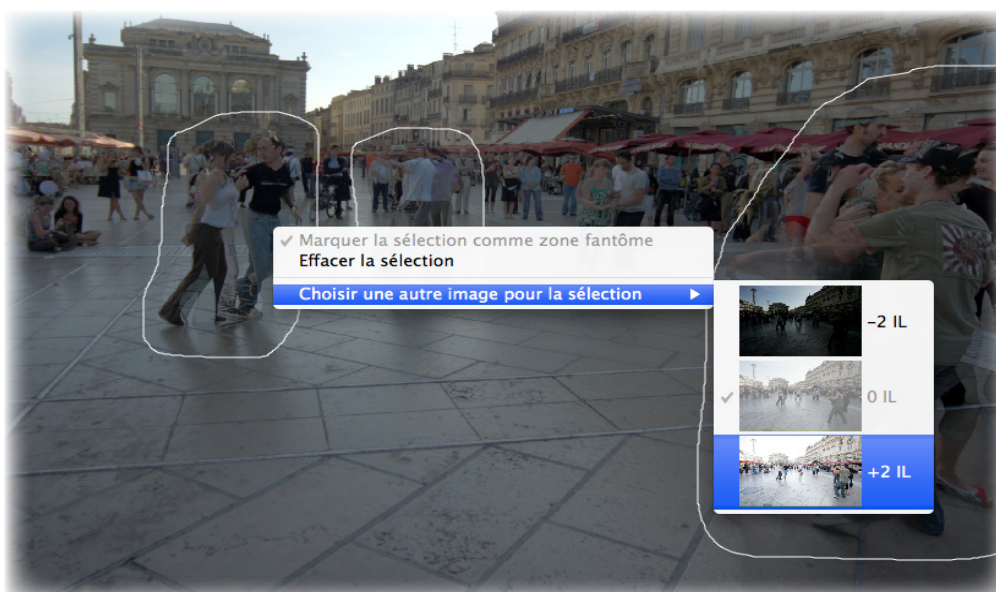 ✓ Marquer la sélection comme zone fantôme
Effacer la sélection
Choisir une autre image pour la sélection ▶
−2 IL
✓ 0 IL
+2 IL